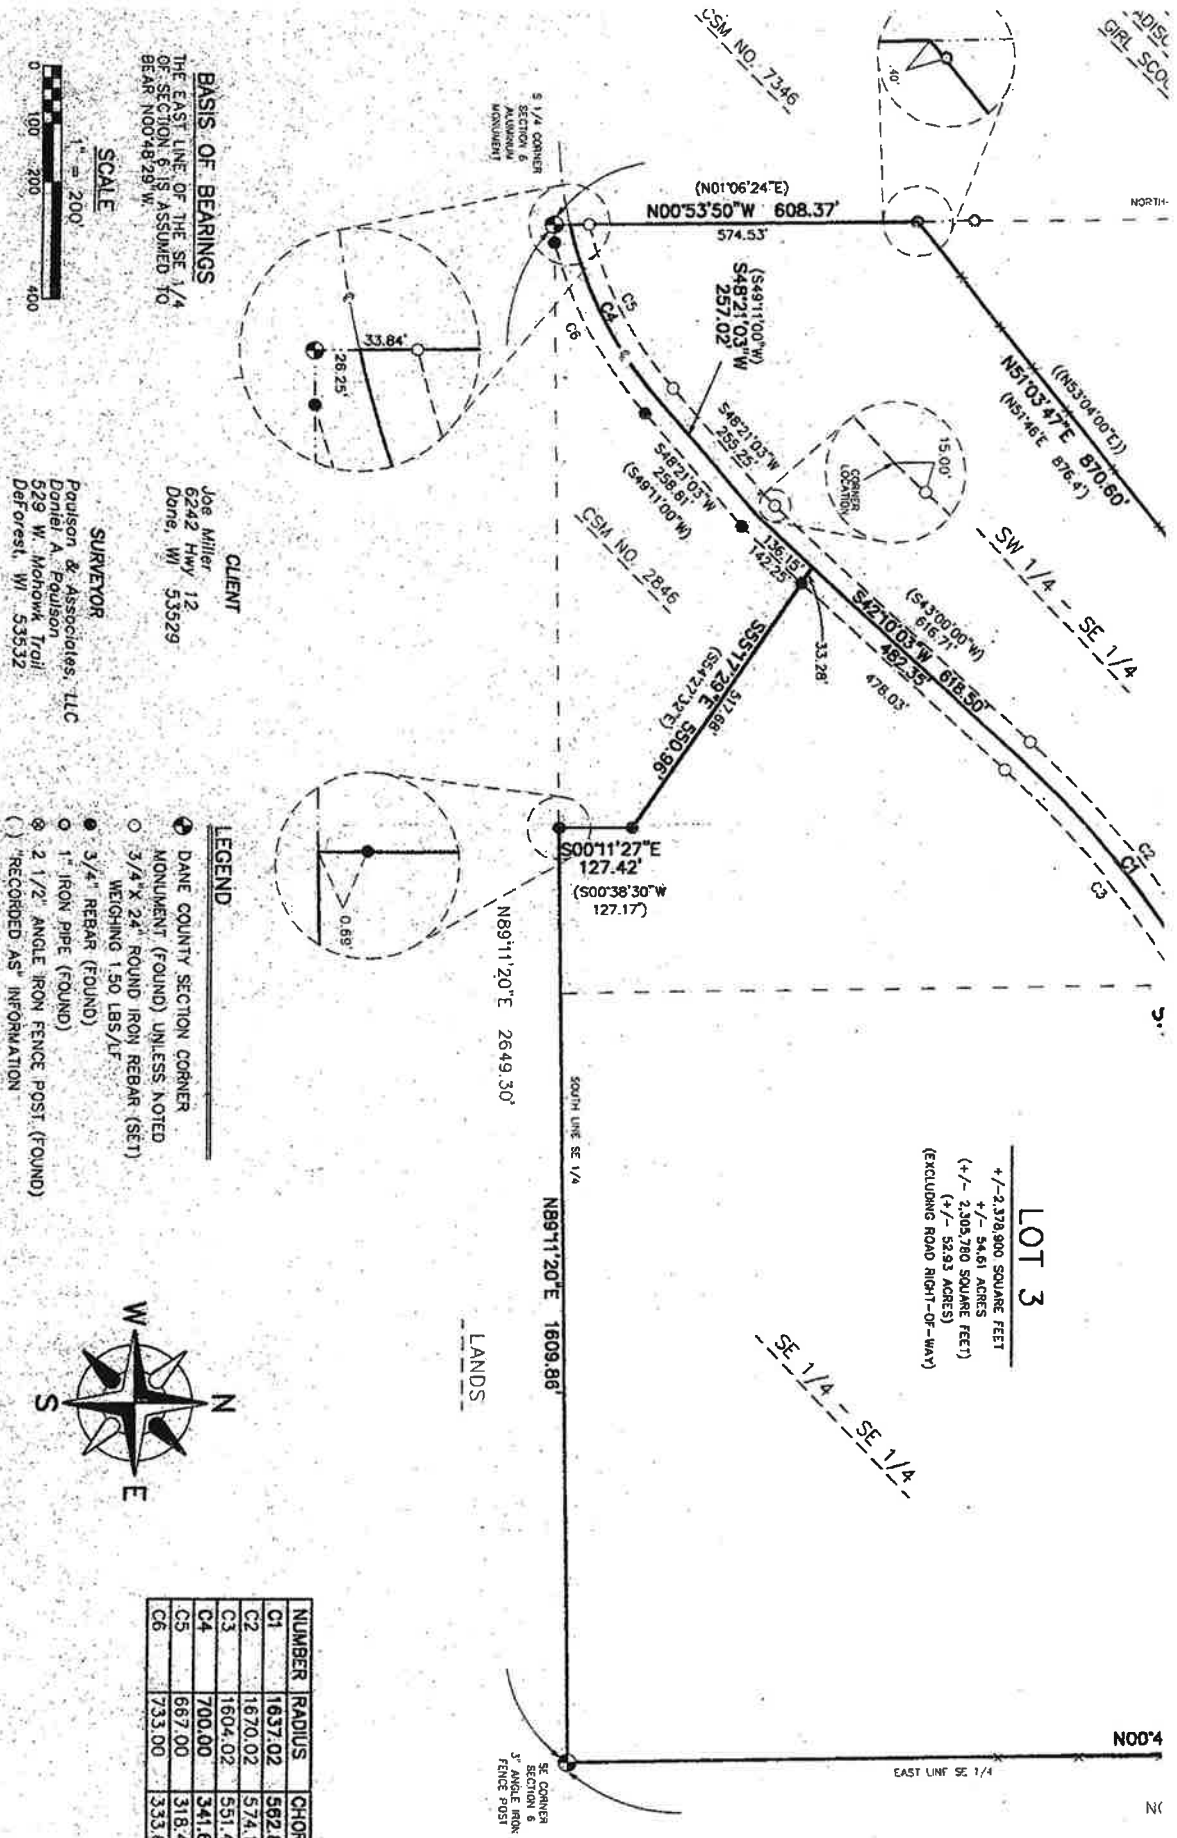 CSM NO. 7346
GIRL SCOU
.40'
NORTH-
S 1/4 CORNER
SECTION 6
ALUMINUM
MONUMENT
(N01°06'24"E)
N00°53'50"W 608.37'
574.53'
((N53°04'00"E))
N51°03'47"E 870.60'
(N51°46'E 876.4')
BASIS OF BEARINGS
THE EAST LINE OF THE SE 1/4
OF SECTION 6 IS ASSUMED TO
BEAR N00°48'29"W.
SCALE
1" = 200'
0 100 200 400
C5
C4
C6
(S49°11'00"W)
S48°21'03"W
257.02'
S48°21'03"W
255.25'
S48°21'03"W
258.81'
(S49°11'00"W)
15.00'
CORNER
LOCATION
33.84'
26.25'
CSM NO. 2846
SW 1/4 - SE 1/4
136.15'
142.25'
33.28'
(S43°00'00"W)
616.71'
S42°10'03"W 618.50'
482.35'
478.03'
517.68'
S55°17'29"E 550.96'
(S54°27'32"E)
C2
C1
C3
CLIENT
Joe Miller
6242 Hwy 12
Dane, WI 53529
SURVEYOR
Paulson & Associates, LLC
Daniel A. Paulson
529 W. Mohawk Trail
DeForest, WI 53532
S00°11'27"E
127.42'
(S00°38'30"W
127.17')
0.69'
N89°11'20"E 2649.30'
SOUTH LINE SE 1/4
N89°11'20"E 1609.86'
LANDS
LEGEND
DANE COUNTY SECTION CORNER
MONUMENT (FOUND) UNLESS NOTED
3/4" X 24" ROUND IRON REBAR (SET)
WEIGHING 1.50 LBS/LF
3/4" REBAR (FOUND)
1" IRON PIPE (FOUND)
2 1/2" ANGLE IRON FENCE POST (FOUND)
( ) "RECORDED AS" INFORMATION
LOT 3
+/-2,378,900 SQUARE FEET
+/- 54.61 ACRES
(+/- 2,305,780 SQUARE FEET)
(+/- 52.93 ACRES)
(EXCLUDING ROAD RIGHT-OF-WAY)
SE 1/4 - SE 1/4
N
W
E
S
SE CORNER
SECTION 6
3" ANGLE IRON
FENCE POST
EAST LINE SE 1/4
N00°4
NUMBER RADIUS CHOR
C1 1637.02 562.
C2 1670.02 574.
C3 1604.02 551.
C4 700.00 341.
C5 667.00 318.
C6 733.00 333.